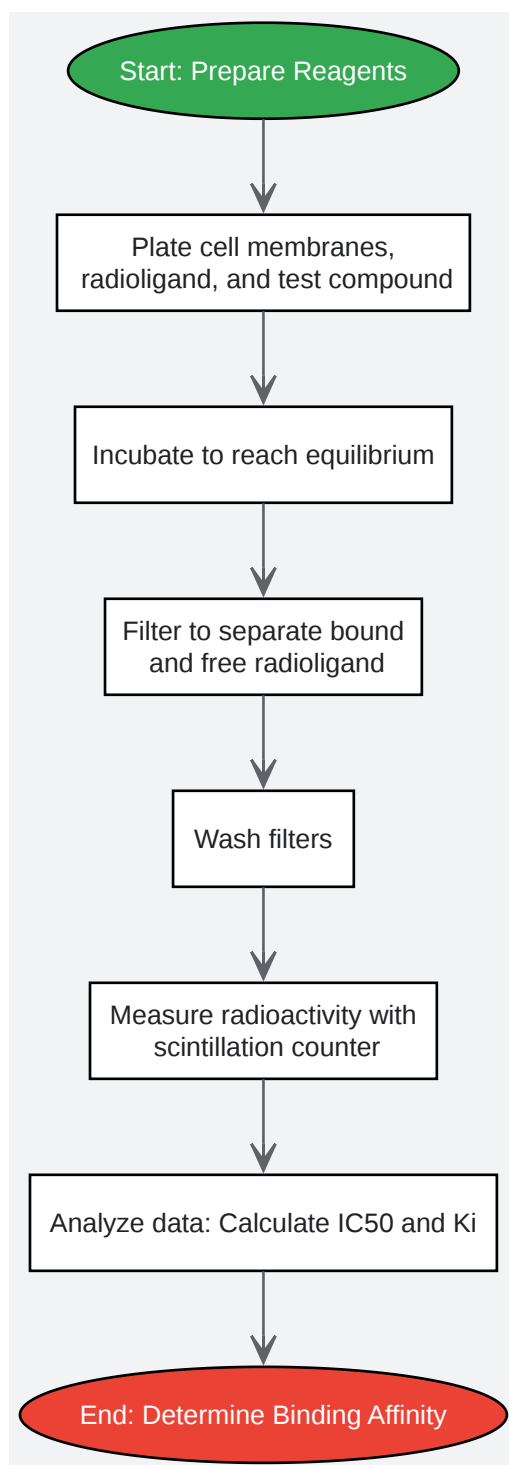 Start: Prepare Reagents
Plate cell membranes,
radioligand, and test compound
Incubate to reach equilibrium
Filter to separate bound
and free radioligand
Wash filters
Measure radioactivity with
scintillation counter
Analyze data: Calculate IC50 and Ki
End: Determine Binding Affinity